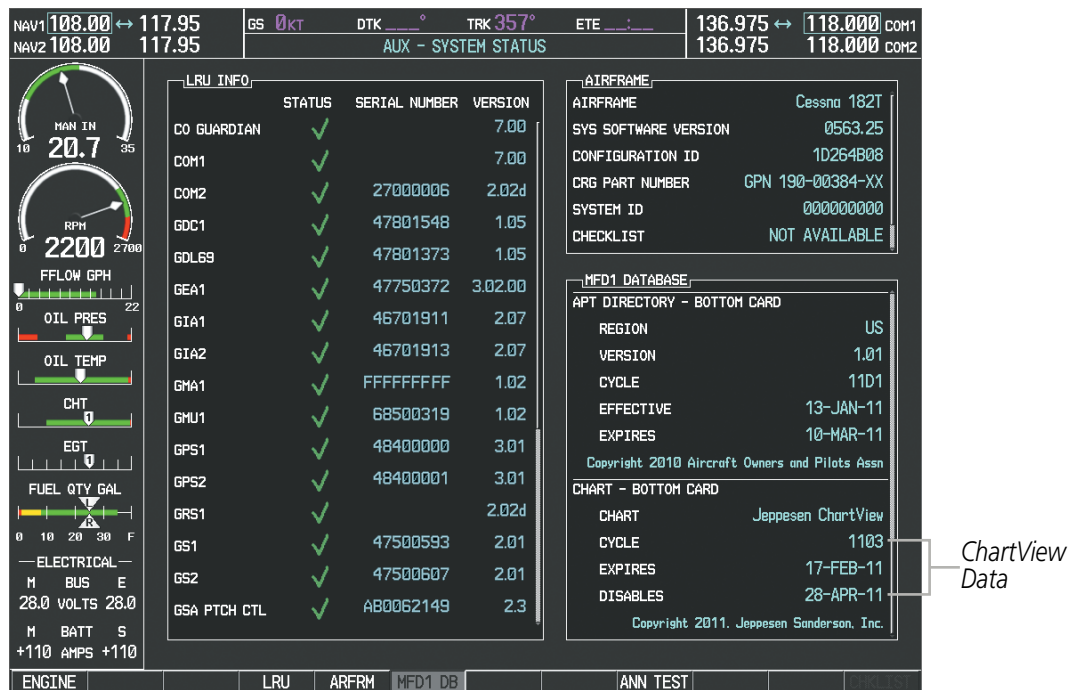 NAV1 108.00 ↔ 117.95
NAV2 108.00 117.95
GS 0KT DTK ___° TRK 357° ETE __:__
AUX - SYSTEM STATUS
136.975 ↔ 118.000 COM1
136.975 118.000 COM2
MAN IN
20.7
10 35
RPM
2200
0 2700
FFLOW GPH
0 22
OIL PRES
OIL TEMP
CHT
1
EGT
1
FUEL QTY GAL
L
R
0 10 20 30 F
ELECTRICAL
M BUS E
28.0 VOLTS 28.0
M BATT S
+110 AMPS +110
LRU INFO
STATUS SERIAL NUMBER VERSION
CO GUARDIAN 7.00
COM1 7.00
COM2 27000006 2.02d
GDC1 47801548 1.05
GDL69 47801373 1.05
GEA1 47750372 3.02.00
GIA1 46701911 2.07
GIA2 46701913 2.07
GMA1 FFFFFFFFF 1.02
GMU1 68500319 1.02
GPS1 48400000 3.01
GPS2 48400001 3.01
GRS1 2.02d
GS1 47500593 2.01
GS2 47500607 2.01
GSA PTCH CTL AB0062149 2.3
AIRFRAME
AIRFRAME Cessna 182T
SYS SOFTWARE VERSION 0563.25
CONFIGURATION ID 1D264B08
CRG PART NUMBER GPN 190-00384-XX
SYSTEM ID 000000000
CHECKLIST NOT AVAILABLE
MFD1 DATABASE
APT DIRECTORY - BOTTOM CARD
REGION US
VERSION 1.01
CYCLE 11D1
EFFECTIVE 13-JAN-11
EXPIRES 10-MAR-11
Copyright 2010 Aircraft Owners and Pilots Assn
CHART - BOTTOM CARD
CHART Jeppesen ChartView
CYCLE 1103
EXPIRES 17-FEB-11
DISABLES 28-APR-11
Copyright 2011, Jeppesen Sanderson, Inc.
ChartView
Data
ENGINE LRU ARFRM MFD1 DB ANN TEST CHKLIST